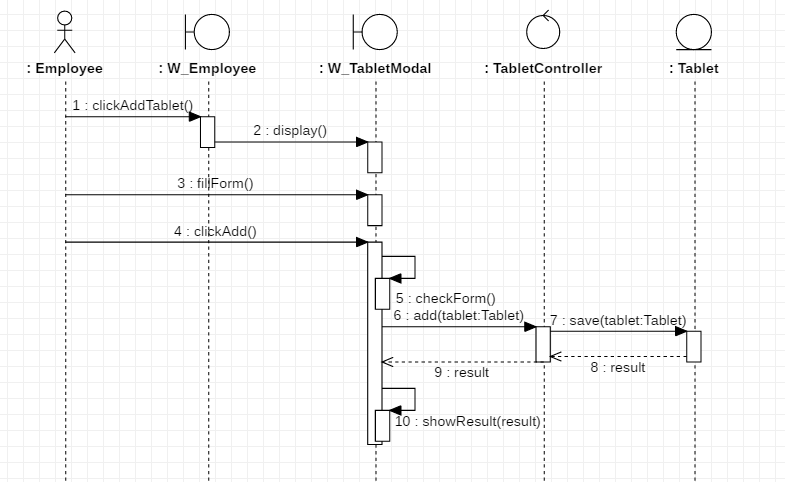 : Employee
: W_Employee
: W_TabletModal
: TabletController
: Tablet
1 : clickAddTablet()
2 : display()
3 : fillForm()
4 : clickAdd()
5 : checkForm()
6 : add(tablet:Tablet)
7 : save(tablet:Tablet)
8 : result
9 : result
10 : showResult(result)